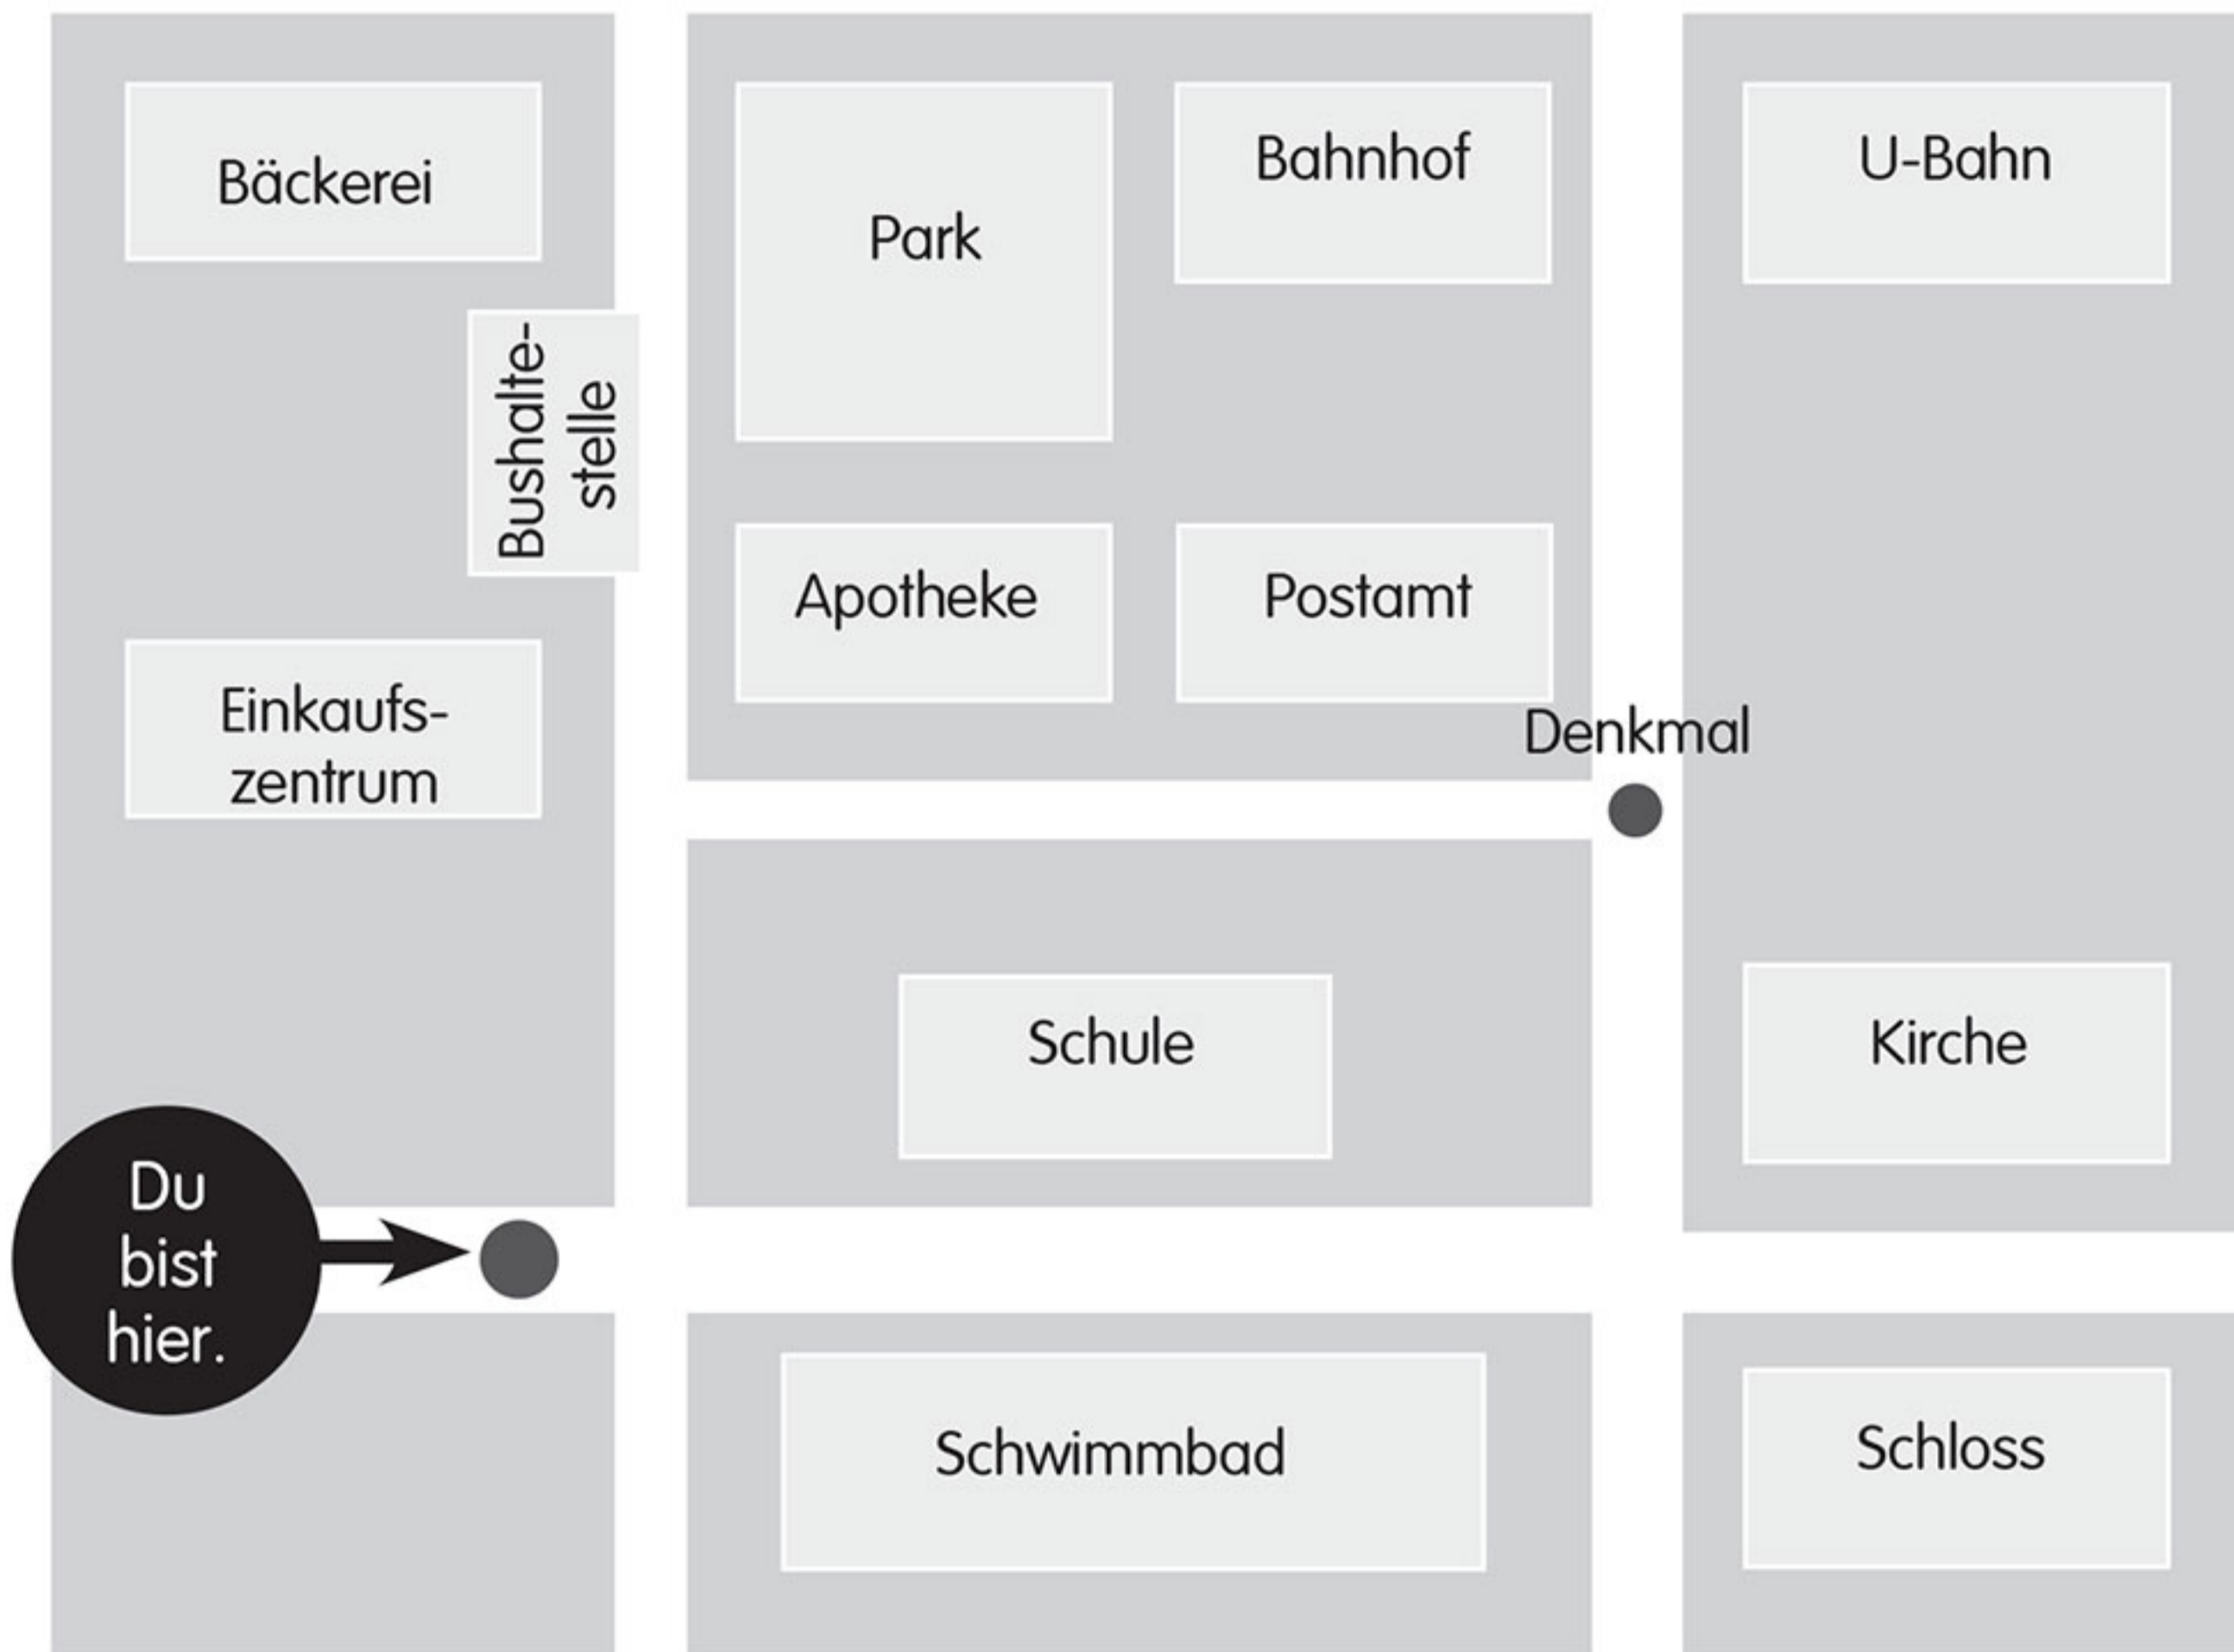 Bäckerei
Park
Bahnhof
U-Bahn
Bushalte-
stelle
Apotheke
Postamt
Einkaufs-
zentrum
Denkmal
Schule
Kirche
Du
bist
hier.
Schwimmbad
Schloss